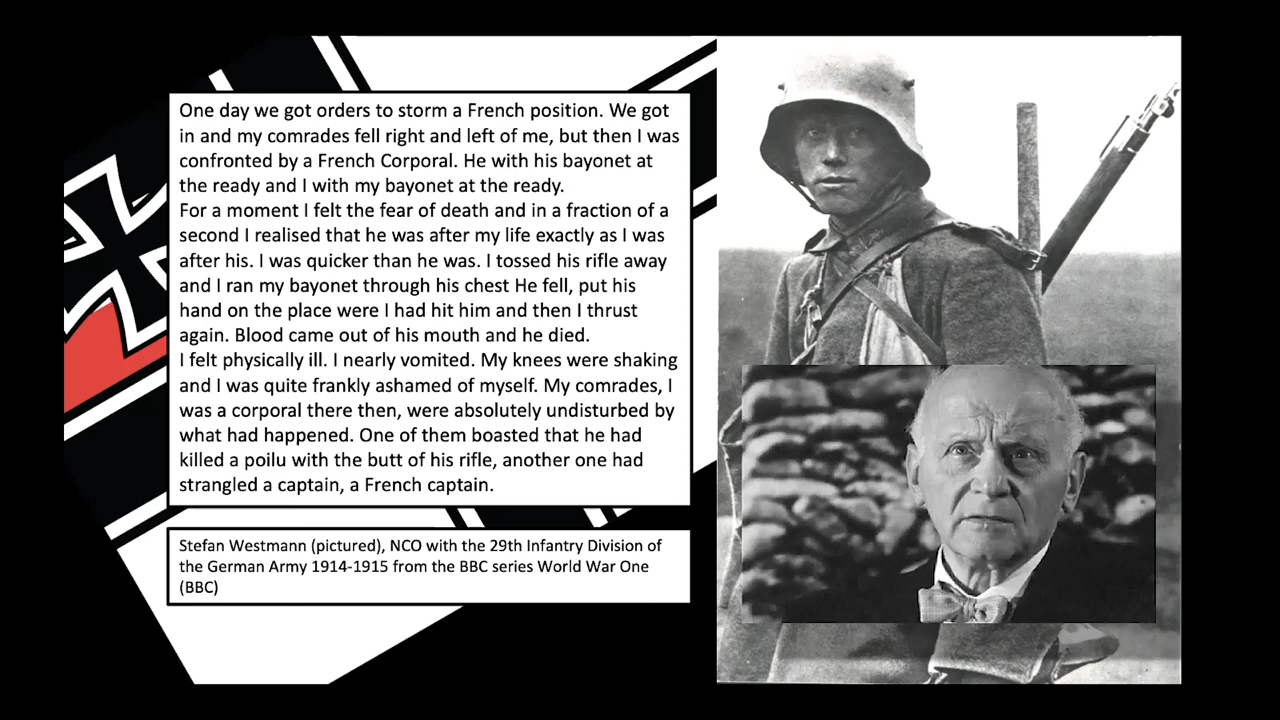 One day we got orders to storm a French position. We got
in and my comrades fell right and left of me, but then I was
confronted by a French Corporal. He with his bayonet at
the ready and I with my bayonet at the ready.
For a moment I felt the fear of death and in a fraction of a
second I realised that he was after my life exactly as I was
after his. I was quicker than he was. I tossed his rifle away
and I ran my bayonet through his chest He fell, put his
hand on the place were I had hit him and then I thrust
again. Blood came out of his mouth and he died.
I felt physically ill. I nearly vomited. My knees were shaking
and I was quite frankly ashamed of myself. My comrades, I
was a corporal there then, were absolutely undisturbed by
what had happened. One of them boasted that he had
killed a poilu with the butt of his rifle, another one had
strangled a captain, a French captain.
Stefan Westmann (pictured), NCO with the 29th Infantry Division of
the German Army 1914-1915 from the BBC series World War One
(BBC)